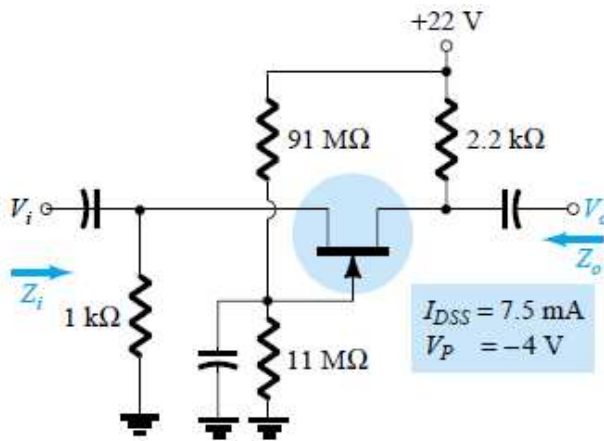 +22 V
91 MΩ
2.2 kΩ
V_i
V_o
Z_i
Z_o
1 kΩ
11 MΩ
I_DSS = 7.5 mA
V_P = −4 V